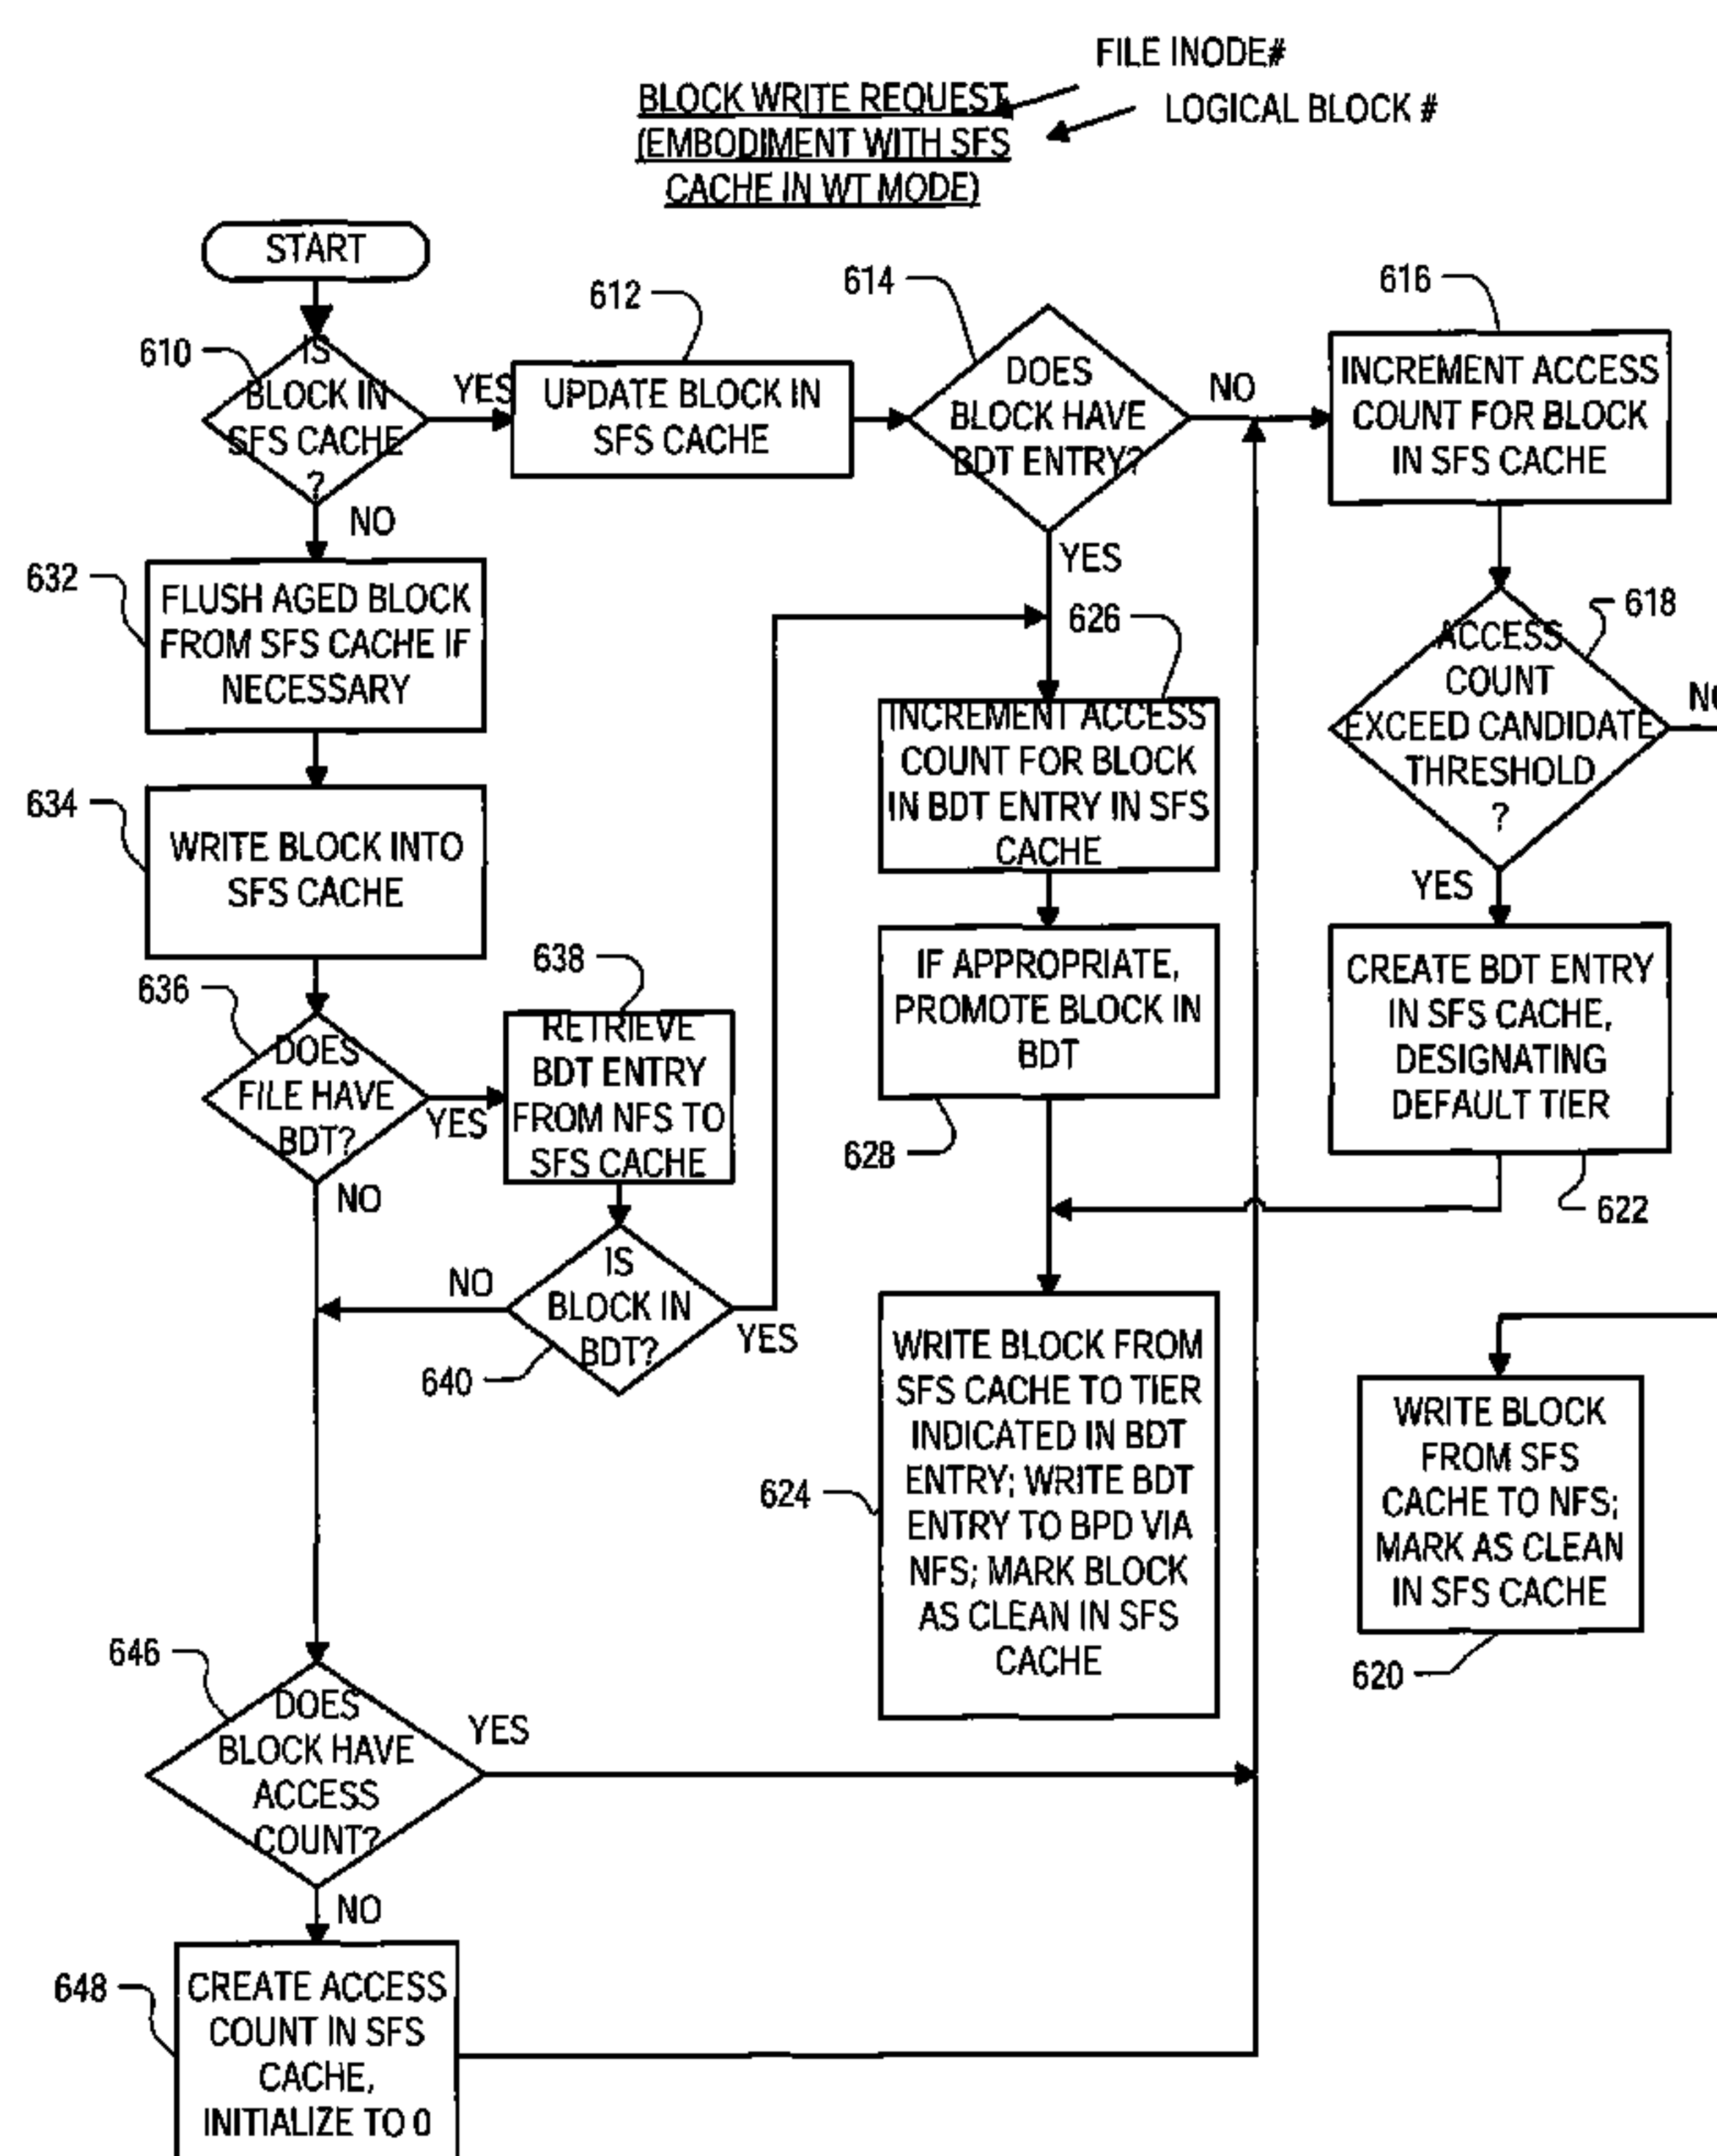 FILE INODE#
LOGICAL BLOCK #
BLOCK WRITE REQUEST
(EMBODIMENT WITH SFS
CACHE IN WT MODE)
START
610
IS
BLOCK IN
SFS CACHE
?
YES
NO
612
UPDATE BLOCK IN
SFS CACHE
614
DOES
BLOCK HAVE
BDT ENTRY?
NO
YES
616
INCREMENT ACCESS
COUNT FOR BLOCK
IN SFS CACHE
618
ACCESS
COUNT
EXCEED CANDIDATE
THRESHOLD
?
YES
632
FLUSH AGED BLOCK
FROM SFS CACHE IF
NECESSARY
634
WRITE BLOCK INTO
SFS CACHE
636
DOES
FILE HAVE
BDT?
YES
NO
638
RETRIEVE
BDT ENTRY
FROM NFS TO
SFS CACHE
IS
BLOCK IN
BDT?
NO
YES
640
626
INCREMENT ACCESS
COUNT FOR BLOCK
IN BDT ENTRY IN SFS
CACHE
IF APPROPRIATE,
PROMOTE BLOCK IN
BDT
628
CREATE BDT ENTRY
IN SFS CACHE,
DESIGNATING
DEFAULT TIER
622
624
WRITE BLOCK FROM
SFS CACHE TO TIER
INDICATED IN BDT
ENTRY; WRITE BDT
ENTRY TO BPD VIA
NFS; MARK BLOCK
AS CLEAN IN SFS
CACHE
WRITE BLOCK
FROM SFS
CACHE TO NFS;
MARK AS CLEAN
IN SFS CACHE
620
646
DOES
BLOCK HAVE
ACCESS
COUNT?
YES
NO
648
CREATE ACCESS
COUNT IN SFS
CACHE,
INITIALIZE TO 0